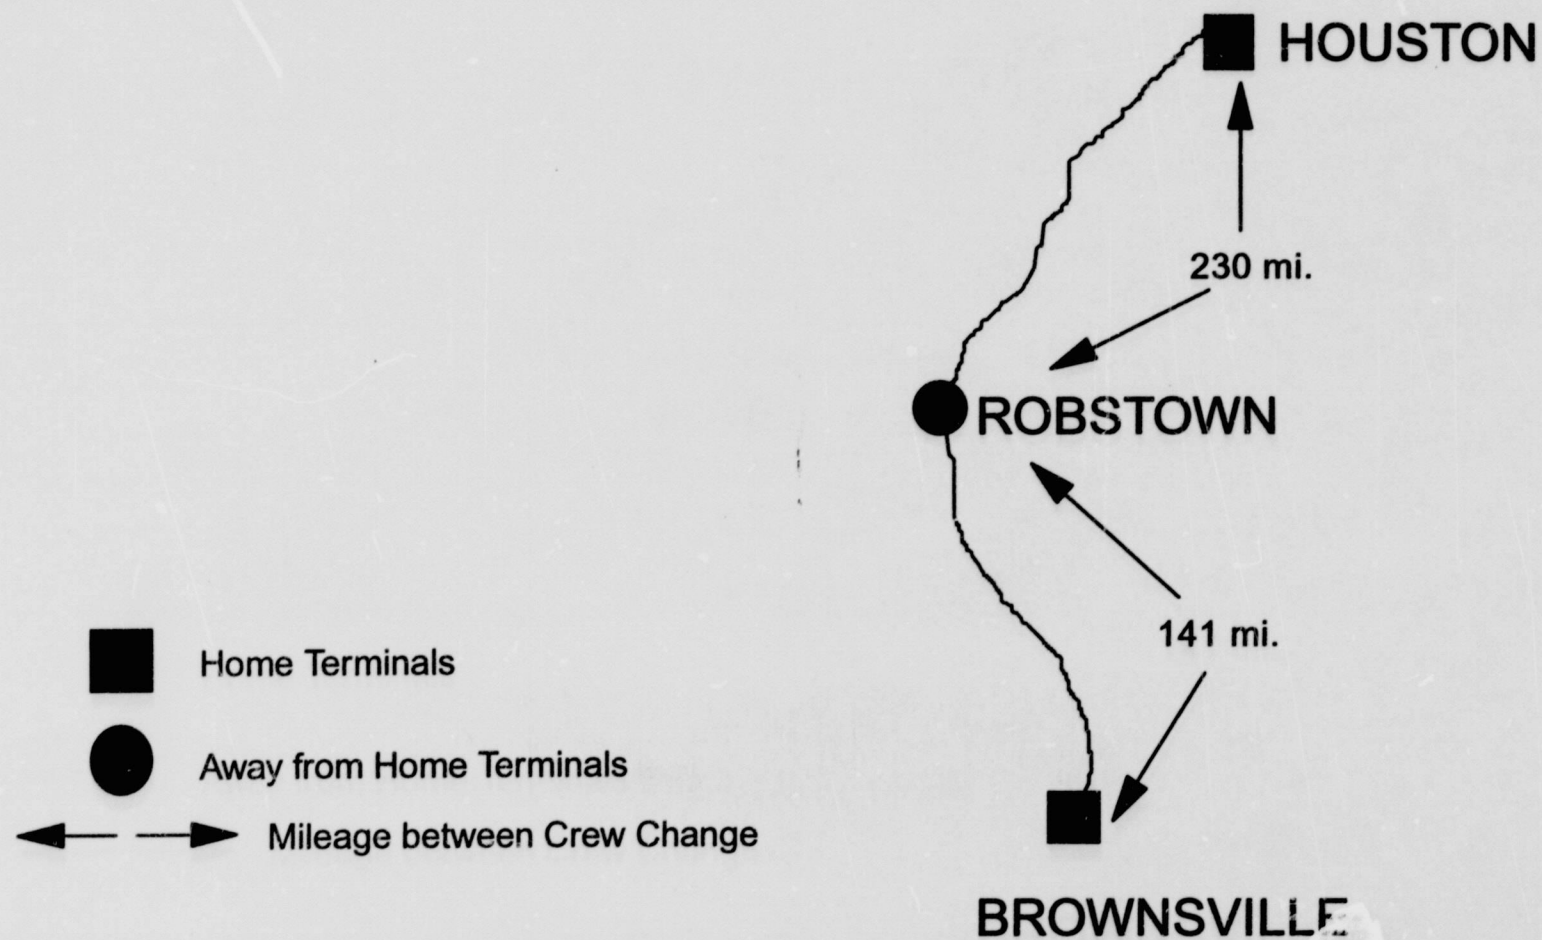 HOUSTON
230 mi.
ROBSTOWN
141 mi.
Home Terminals
Away from Home Terminals
Mileage between Crew Change
BROWNSVILLE